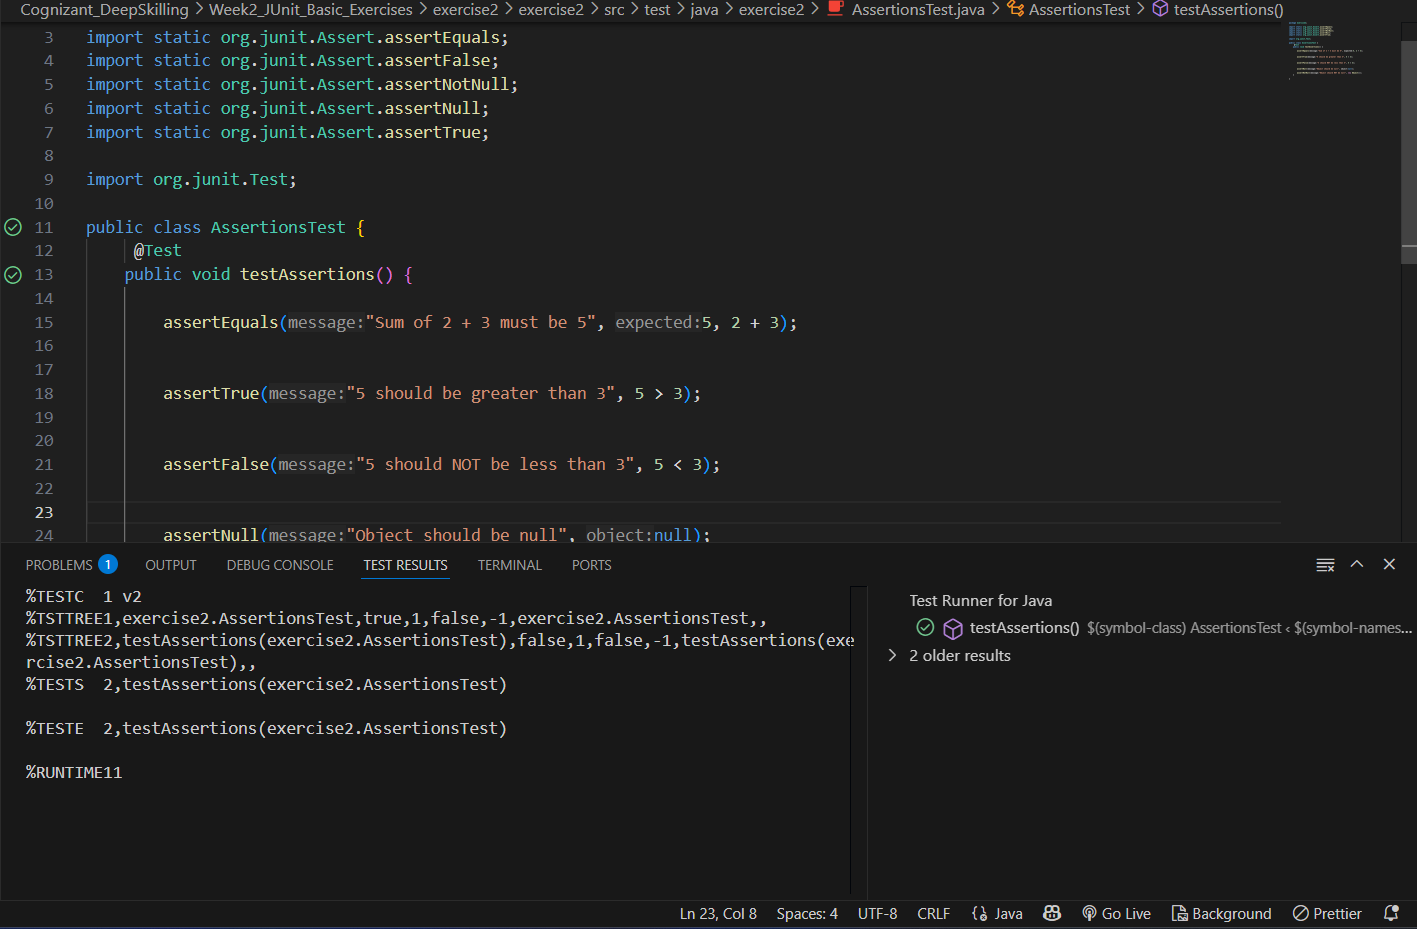 Cognizant_DeepSkilling > Week2_JUnit_Basic_Exercises > exercise2 > exercise2 > src > test > java > exercise2 > AssertionsTest.java > AssertionsTest > testAssertions()
3 import static org.junit.Assert.assertEquals;
4 import static org.junit.Assert.assertFalse;
5 import static org.junit.Assert.assertNotNull;
6 import static org.junit.Assert.assertNull;
7 import static org.junit.Assert.assertTrue;
8
9 import org.junit.Test;
10
11 public class AssertionsTest {
12 @Test
13 public void testAssertions() {
14
15 assertEquals(message:"Sum of 2 + 3 must be 5", expected:5, 2 + 3);
16
17
18 assertTrue(message:"5 should be greater than 3", 5 > 3);
19
20
21 assertFalse(message:"5 should NOT be less than 3", 5 < 3);
22
23
24 assertNull(message:"Object should be null", object:null);
PROBLEMS 1 OUTPUT DEBUG CONSOLE TEST RESULTS TERMINAL PORTS
%TESTC  1 v2
%TSTTREE1,exercise2.AssertionsTest,true,1,false,-1,exercise2.AssertionsTest,,
%TSTTREE2,testAssertions(exercise2.AssertionsTest),false,1,false,-1,testAssertions(exe
rcise2.AssertionsTest),,
%TESTS  2,testAssertions(exercise2.AssertionsTest)
%TESTE  2,testAssertions(exercise2.AssertionsTest)
%RUNTIME11
Test Runner for Java
testAssertions() $(symbol-class) AssertionsTest < $(symbol-names...
> 2 older results
Ln 23, Col 8 Spaces: 4 UTF-8 CRLF Java Go Live Background Prettier